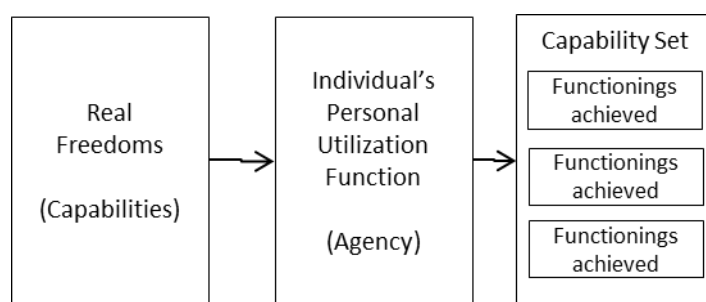 Real
Freedoms
(Capabilities)
Individual's
Personal
Utilization
Function
(Agency)
Capability Set
Functionings
achieved
Functionings
achieved
Functionings
achieved